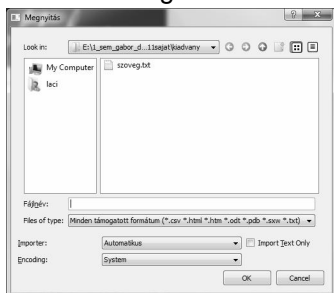 Megnyitás
Look in: E:\1_sem_gabor_d...11sajat\kiadvany
My Computer
laci
szoveg.txt
Fájlnév:
Files of type: Minden támogatott formátum (*.csv *.html *.htm *.odt *.pdb *.sxw *.txt)
Importer: Automatikus Import Text Only
Encoding: System
OK Cancel